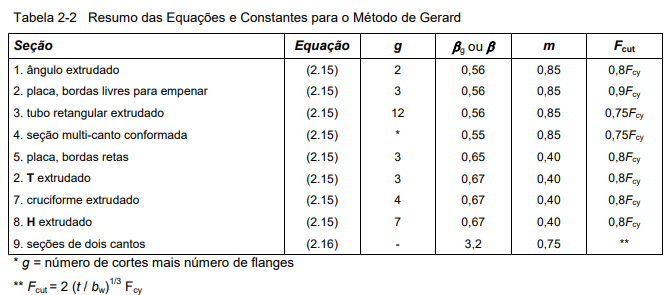 Tabela 2-2 Resumo das Equações e Constantes para o Método de Gerard
Seção Equação g βg ou β m Fcut
1. ângulo extrudado (2.15) 2 0,56 0,85 0,8Fcy
2. placa, bordas livres para empenar (2.15) 3 0,56 0,85 0,9Fcy
3. tubo retangular extrudado (2.15) 12 0,56 0,85 0,75Fcy
4. seção multi-canto conformada (2.15) * 0,55 0,85 0,75Fcy
5. placa, bordas retas (2.15) 3 0,65 0,40 0,8Fcy
2. T extrudado (2.15) 3 0,67 0,40 0,8Fcy
7. cruciforme extrudado (2.15) 4 0,67 0,40 0,8Fcy
8. H extrudado (2.15) 7 0,67 0,40 0,8Fcy
9. seções de dois cantos (2.16) - 3,2 0,75 **
* g = número de cortes mais número de flanges
** Fcut = 2 (t / bw)1/3 Fcy